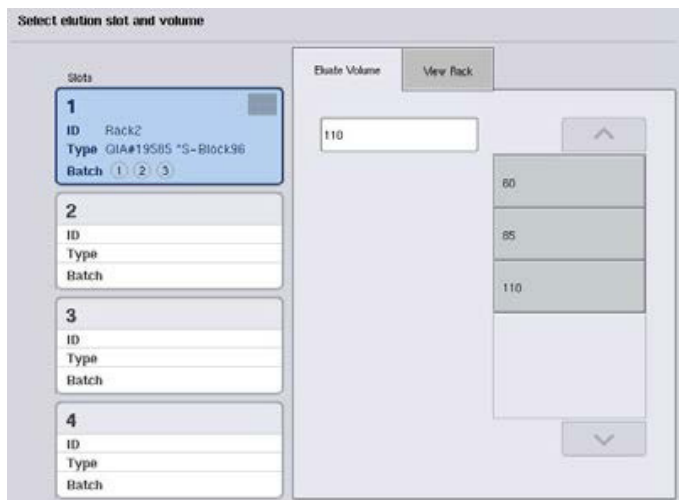 Select elution slot and volume
Slots
1
ID Rack2
Type QIA#19585 *S-Block96
Batch 1 2 3
2
ID
Type
Batch
3
ID
Type
Batch
4
ID
Type
Batch
Eluate Volume
View Rack
110
60
85
110